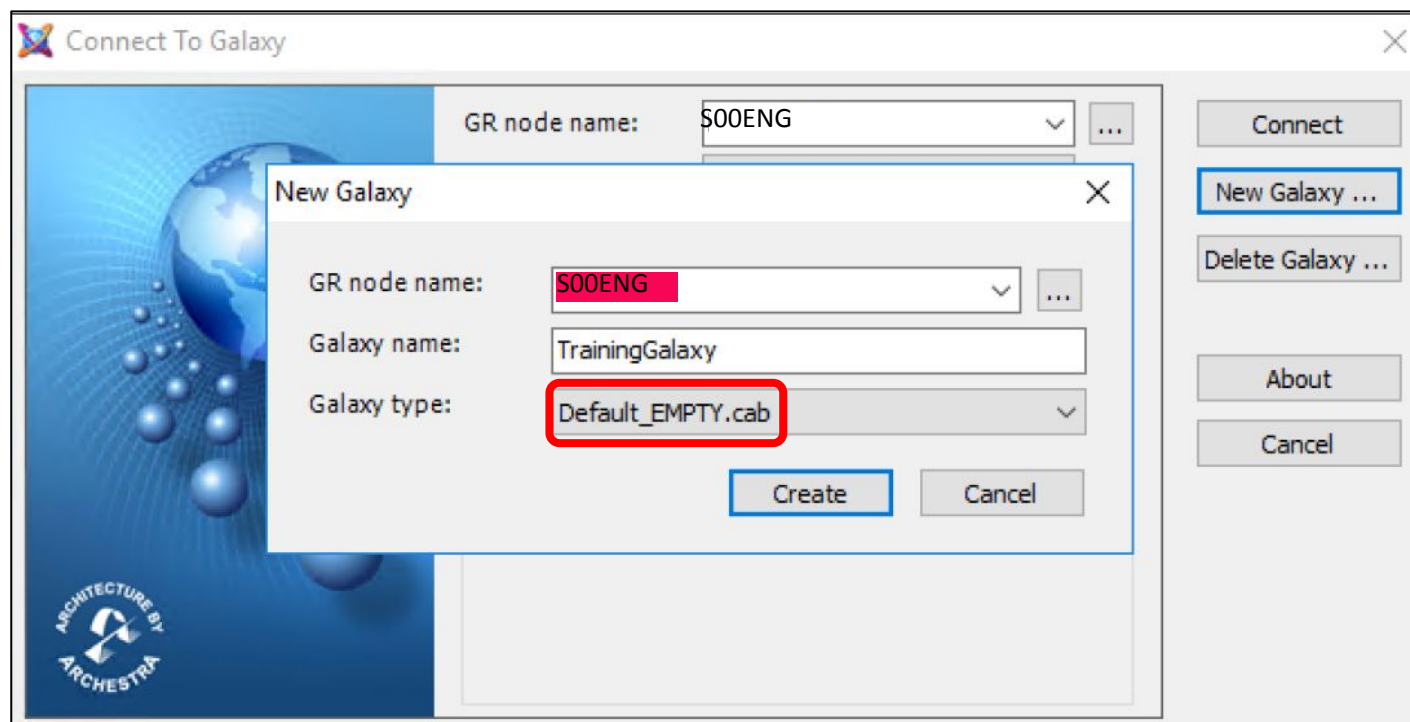 Connect To Galaxy
GR node name: S00ENG ...
Connect
New Galaxy ...
Delete Galaxy ...
About
Cancel
New Galaxy
GR node name: S00ENG ...
Galaxy name: TrainingGalaxy
Galaxy type: Default_EMPTY.cab
Create Cancel
ARCHITECTURE BY
ARCHESTRA